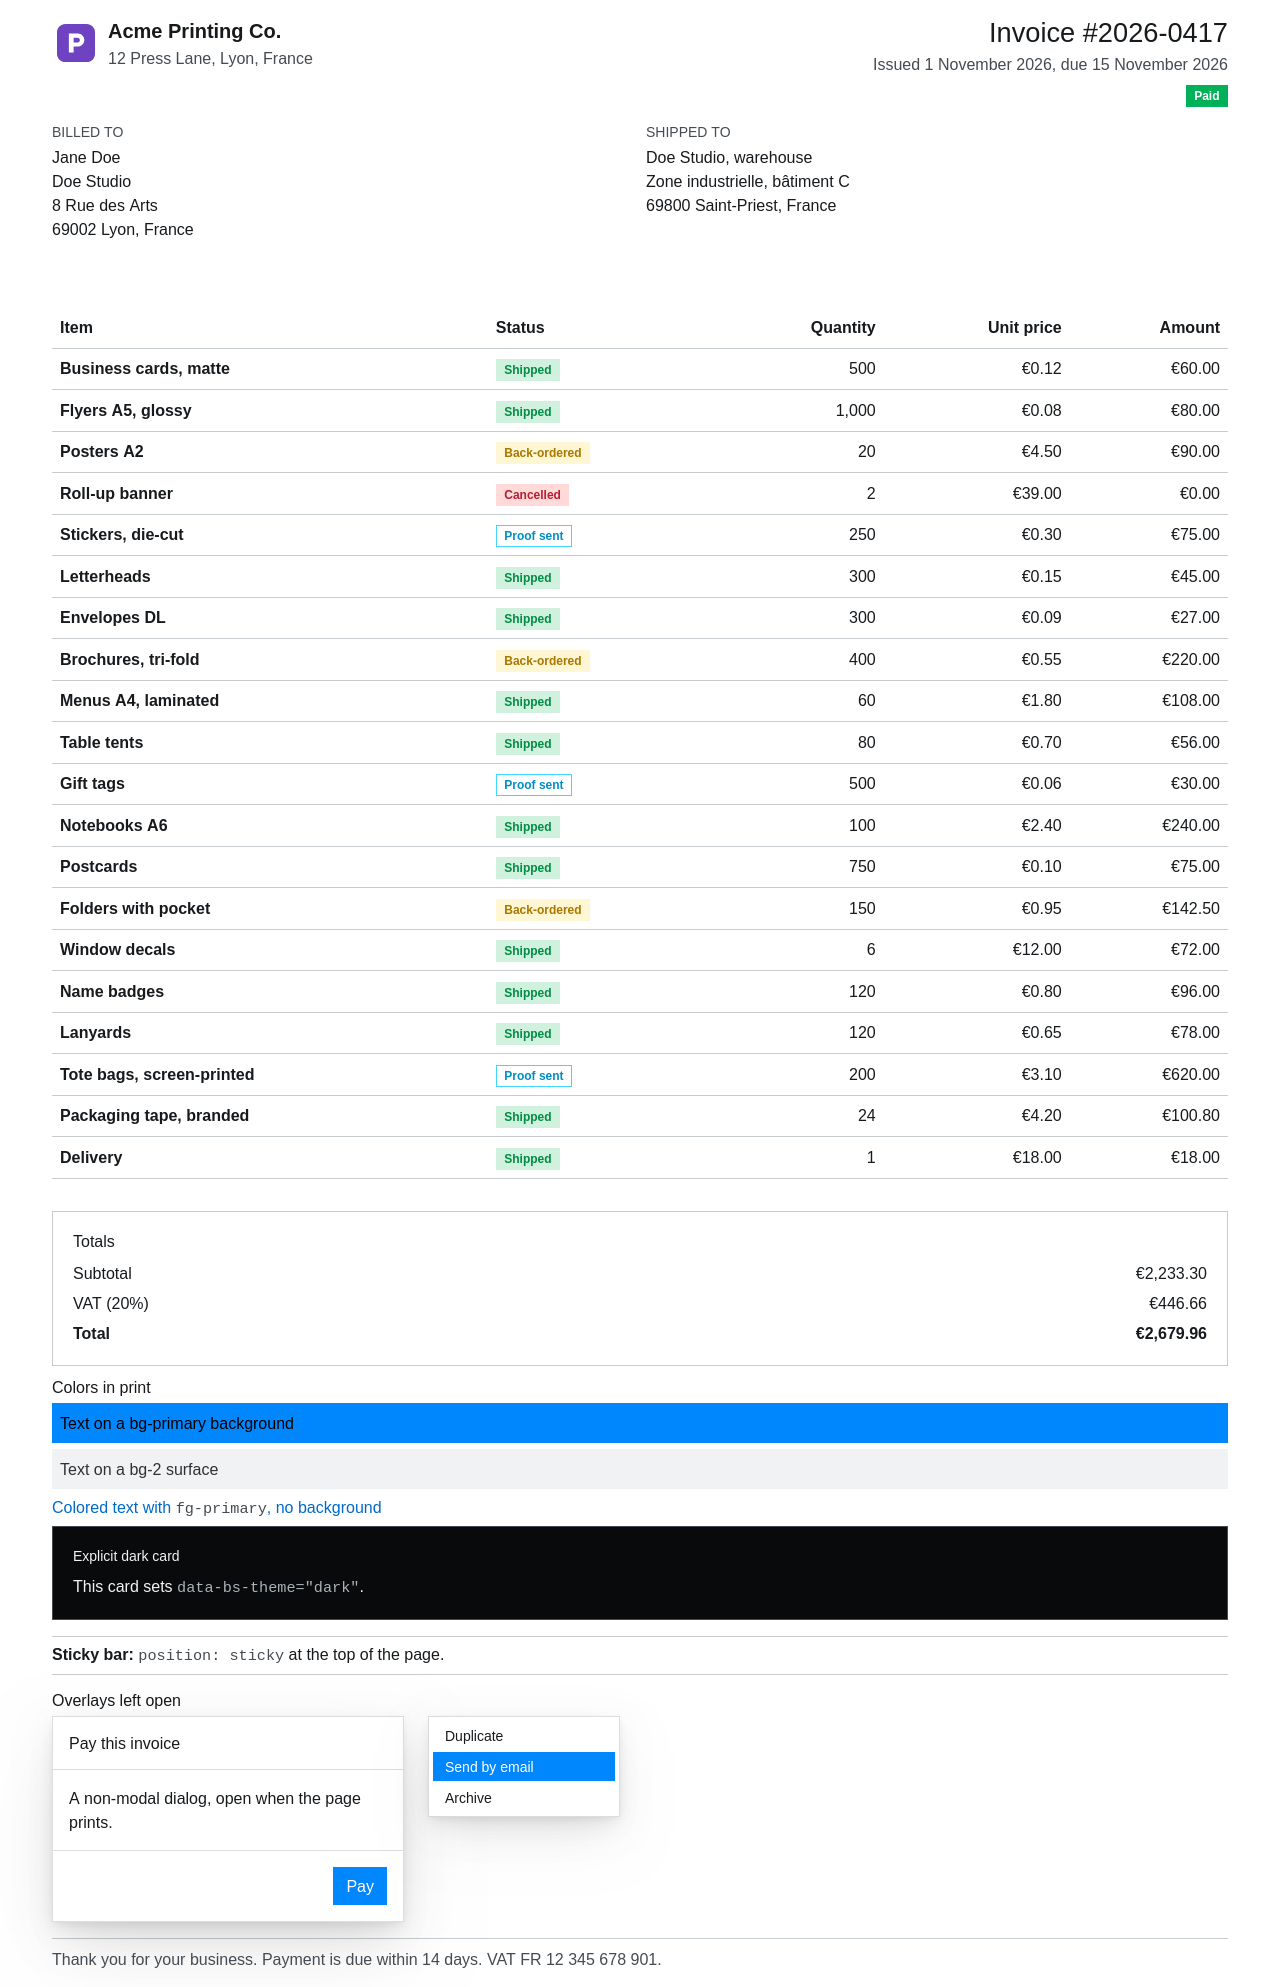 P
Acme Printing Co.
12 Press Lane, Lyon, France
Invoice #2026-0417
Issued 1 November 2026, due 15 November 2026
Paid
BILLED TO
Jane Doe
Doe Studio
8 Rue des Arts
69002 Lyon, France
SHIPPED TO
Doe Studio, warehouse
Zone industrielle, bâtiment C
69800 Saint-Priest, France
Item Status Quantity Unit price Amount
Business cards, matte Shipped 500 €0.12 €60.00
Flyers A5, glossy Shipped 1,000 €0.08 €80.00
Posters A2 Back-ordered 20 €4.50 €90.00
Roll-up banner Cancelled 2 €39.00 €0.00
Stickers, die-cut Proof sent 250 €0.30 €75.00
Letterheads Shipped 300 €0.15 €45.00
Envelopes DL Shipped 300 €0.09 €27.00
Brochures, tri-fold Back-ordered 400 €0.55 €220.00
Menus A4, laminated Shipped 60 €1.80 €108.00
Table tents Shipped 80 €0.70 €56.00
Gift tags Proof sent 500 €0.06 €30.00
Notebooks A6 Shipped 100 €2.40 €240.00
Postcards Shipped 750 €0.10 €75.00
Folders with pocket Back-ordered 150 €0.95 €142.50
Window decals Shipped 6 €12.00 €72.00
Name badges Shipped 120 €0.80 €96.00
Lanyards Shipped 120 €0.65 €78.00
Tote bags, screen-printed Proof sent 200 €3.10 €620.00
Packaging tape, branded Shipped 24 €4.20 €100.80
Delivery Shipped 1 €18.00 €18.00
Totals
Subtotal €2,233.30
VAT (20%) €446.66
Total €2,679.96
Colors in print
Text on a bg-primary background
Text on a bg-2 surface
Colored text with fg-primary, no background
Explicit dark card
This card sets data-bs-theme="dark".
Sticky bar: position: sticky at the top of the page.
Overlays left open
Pay this invoice
A non-modal dialog, open when the page
prints.
Pay
Duplicate
Send by email
Archive
Thank you for your business. Payment is due within 14 days. VAT FR 12 345 678 901.